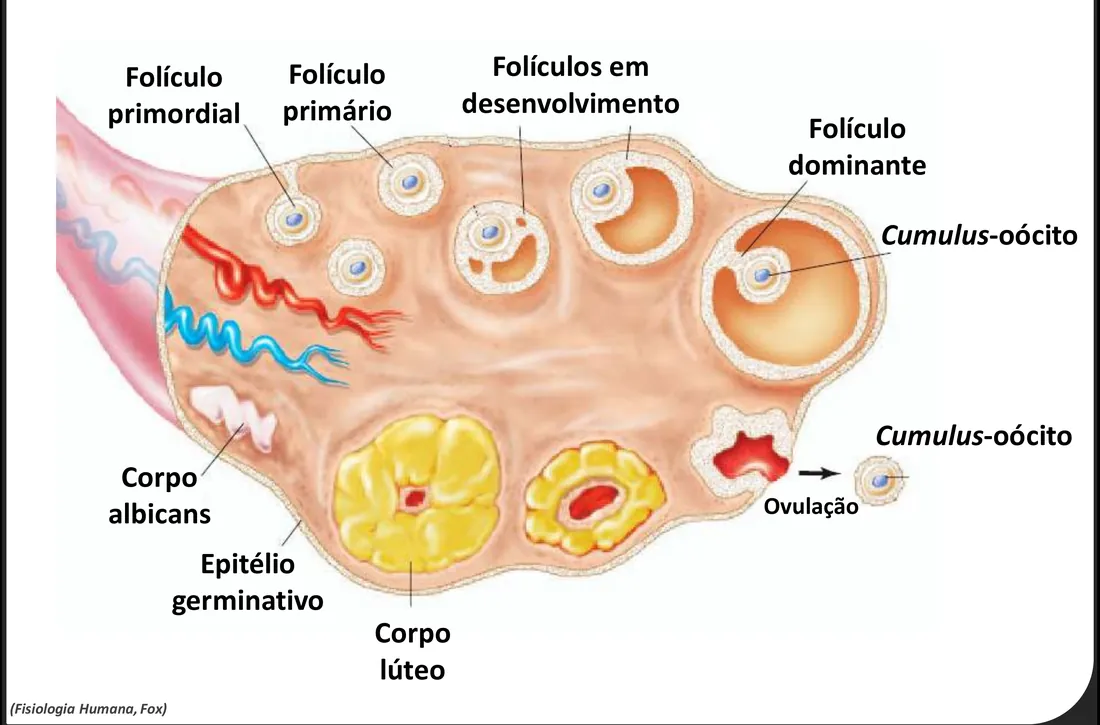 Folículo
primordial
Folículo
primário
Folículos em
desenvolvimento
Folículo
dominante
Cumulus-oócito
Cumulus-oócito
Ovulação
Corpo
albicans
Epitélio
germinativo
Corpo
lúteo
(Fisiologia Humana, Fox)